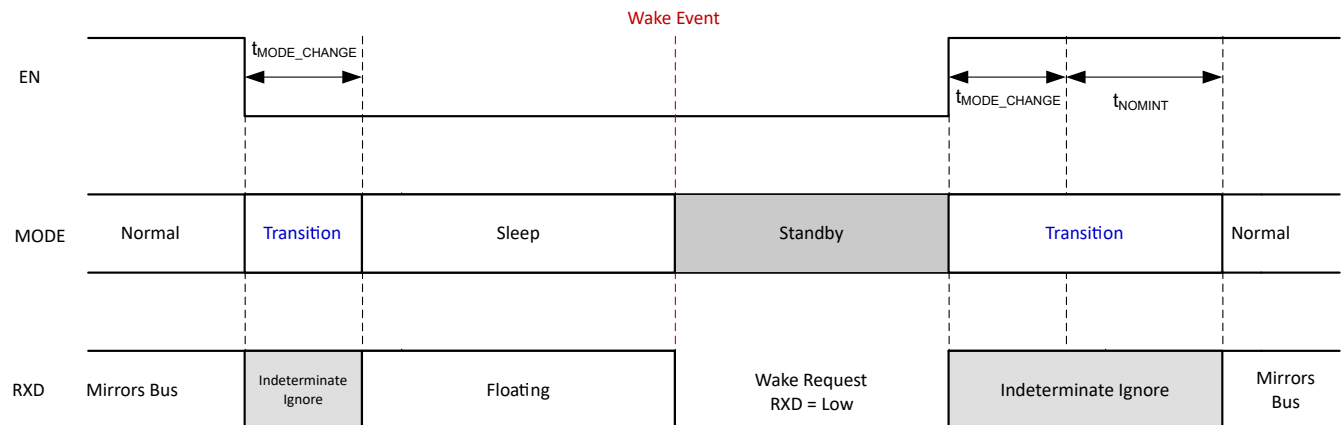 Wake Event
EN
tMODE_CHANGE
tMODE_CHANGE
tNOMINT
MODE
Normal
Transition
Sleep
Standby
Transition
Normal
RXD
Mirrors Bus
Indeterminate
Ignore
Floating
Wake Request
RXD = Low
Indeterminate Ignore
Mirrors
Bus